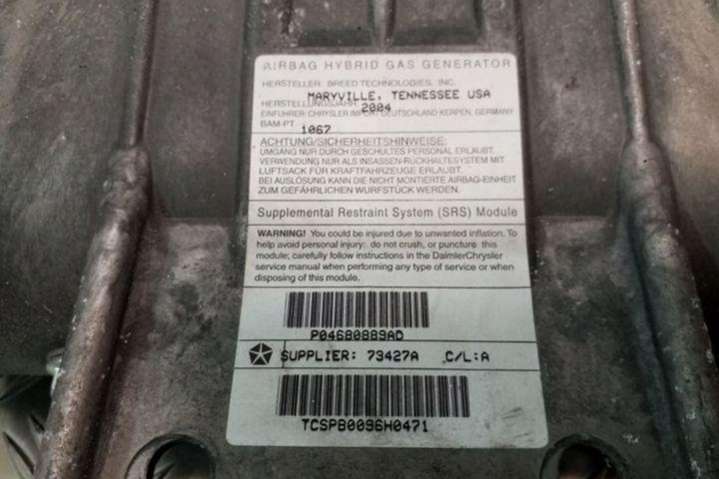 AIRBAG HYBRID GAS GENERATOR
HERSTELLER: BREED TECHNOLOGIES, INC.
MARYVILLE, TENNESSEE USA
HERSTELLUNGSJAHR: 2004
EINFÜHRER: CHRYSLER IMPORT DEUTSCHLAND KERPEN, GERMANY
BAM-PT 1067
ACHTUNG/SICHERHEITSHINWEISE:
UMGANG NUR DURCH GESCHULTES PERSONAL ERLAUBT.
VERWENDUNG NUR ALS INSASSEN-RÜCKHALTESYSTEM MIT
LUFTSACK FÜR KRAFTFAHRZEUGE ERLAUBT.
BEI AUSLÖSUNG KANN DIE NICHT MONTIERTE AIRBAG-EINHEIT
ZUM GEFÄHRLICHEN WURFSTÜCK WERDEN.
Supplemental Restraint System (SRS) Module
WARNING! You could be injured due to unwanted inflation. To
help avoid personal injury: do not crush, or puncture this
module; carefully follow instructions in the DaimlerChrysler
service manual when performing any type of service or when
disposing of this module.
P04680889AD
SUPPLIER: 73427A C/L:A
TCSPB0096H0471